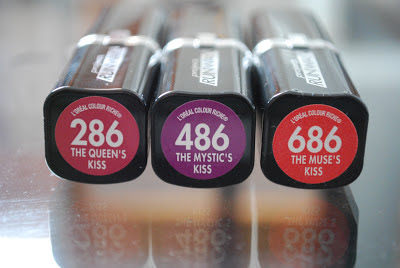 L'ORÉAL COLOUR RICHE®
286
THE QUEEN'S
KISS
L'ORÉAL COLOUR RICHE®
486
THE MYSTIC'S
KISS
L'ORÉAL COLOUR RICHE®
686
THE MUSE'S
KISS